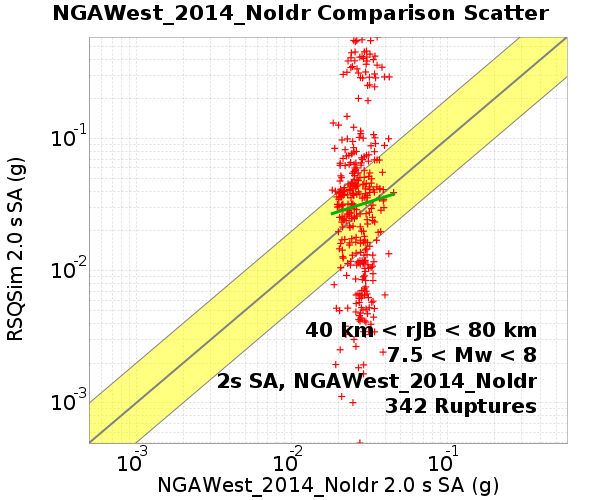 NGAWest_2014_NoIdr Comparison Scatter
RSQSim 2.0 s SA (g)
10-1
10-2
10-3
40 km < rJB < 80 km
7.5 < Mw < 8
2s SA, NGAWest_2014_NoIdr
342 Ruptures
10-3 10-2 10-1
NGAWest_2014_NoIdr 2.0 s SA (g)